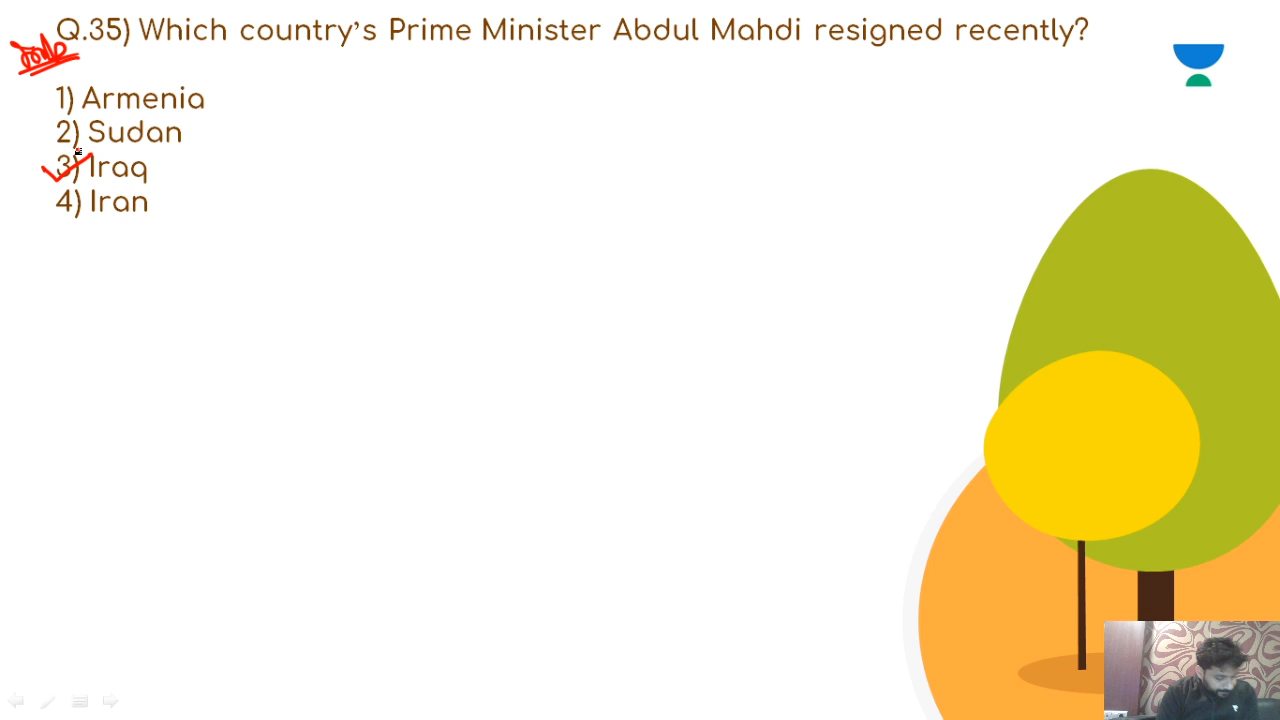 Q.35) Which country’s Prime Minister Abdul Mahdi resigned recently?
1) Armenia
2) Sudan
3) Iraq
4) Iran